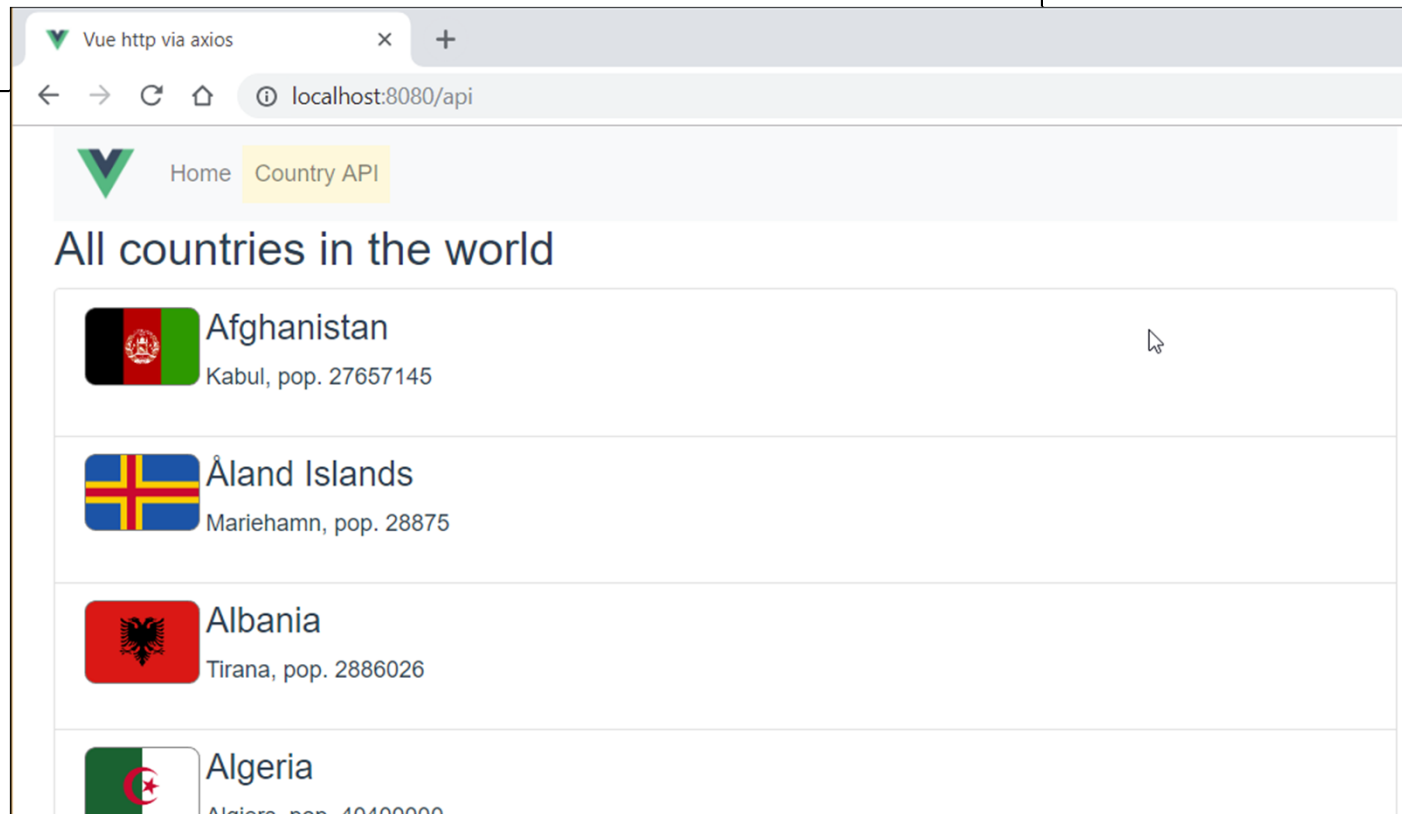 Vue http via axios
localhost:8080/api
Home Country API
All countries in the world
Afghanistan
Kabul, pop. 27657145
Åland Islands
Mariehamn, pop. 28875
Albania
Tirana, pop. 2886026
Algeria